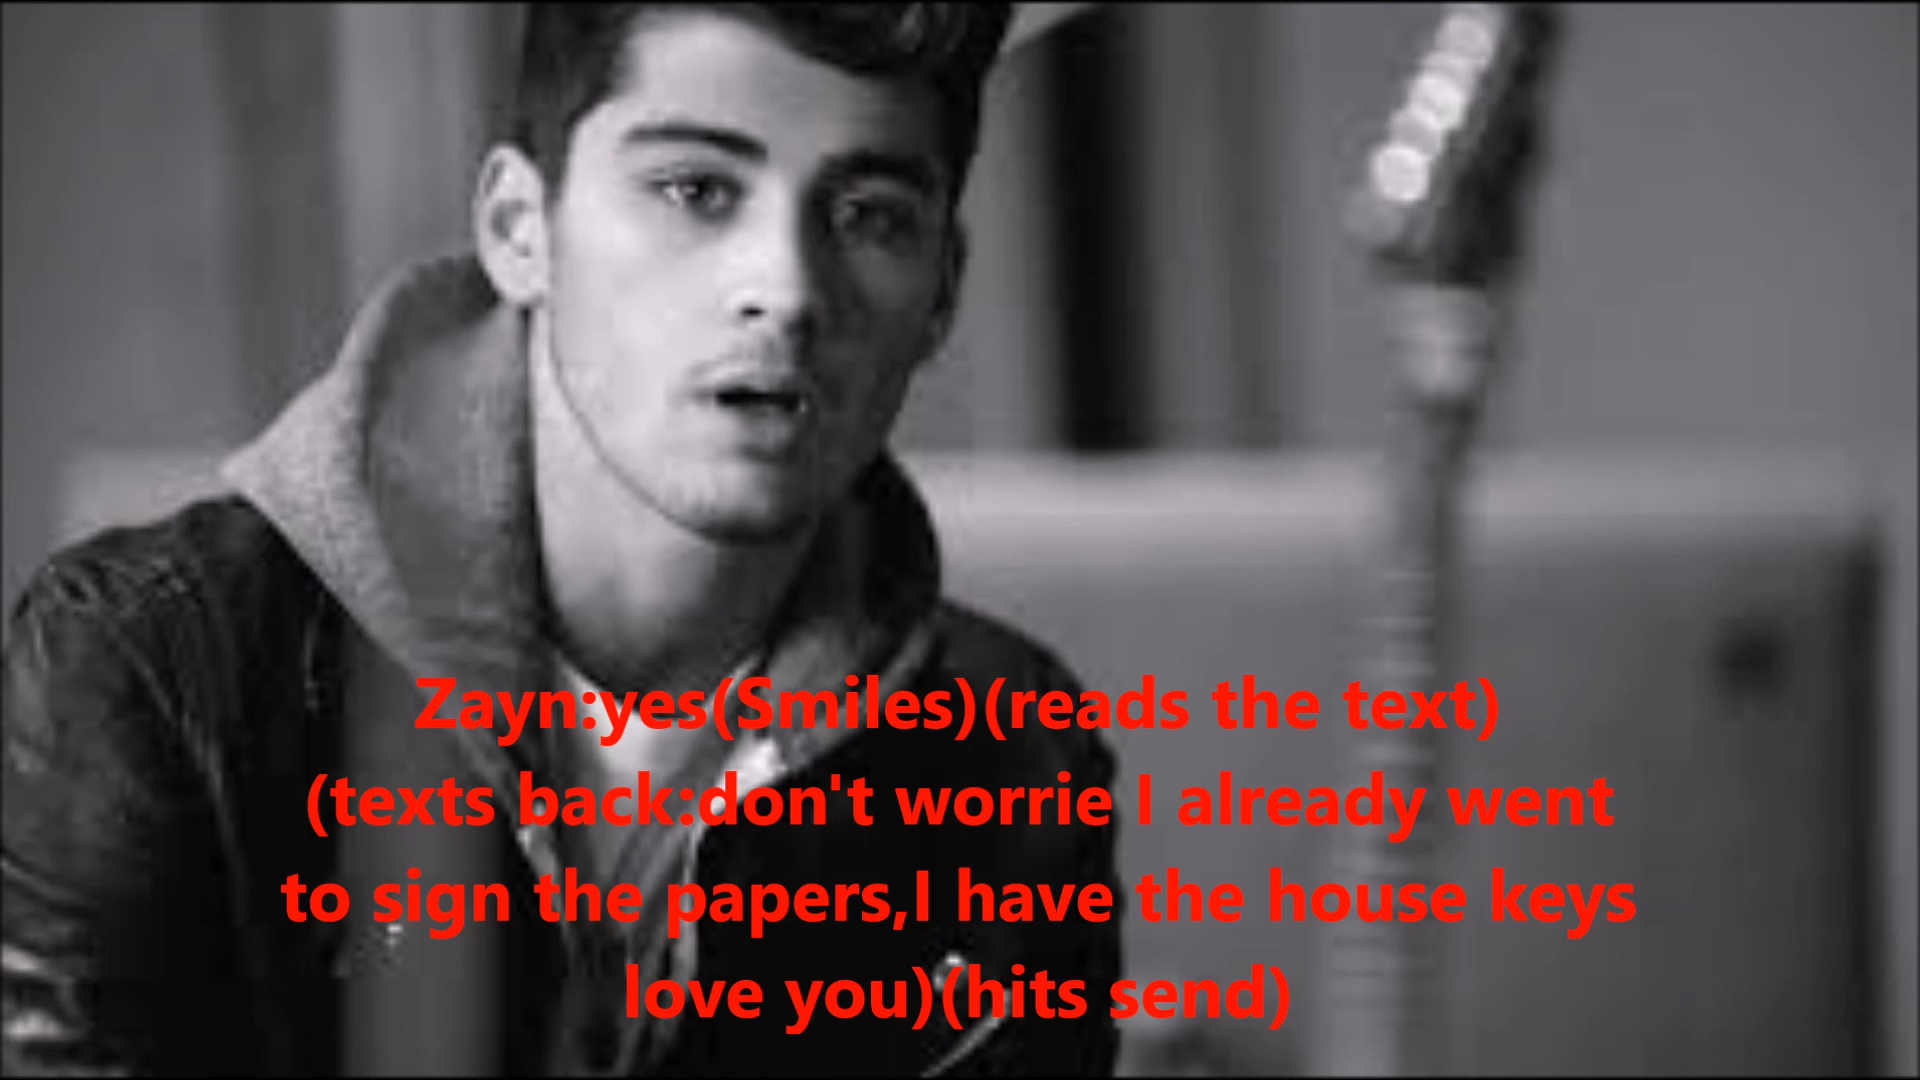 Zayn:yes(Smiles)(reads the text)
(texts back:don't worrie I already went
to sign the papers,I have the house keys
love you)(hits send)